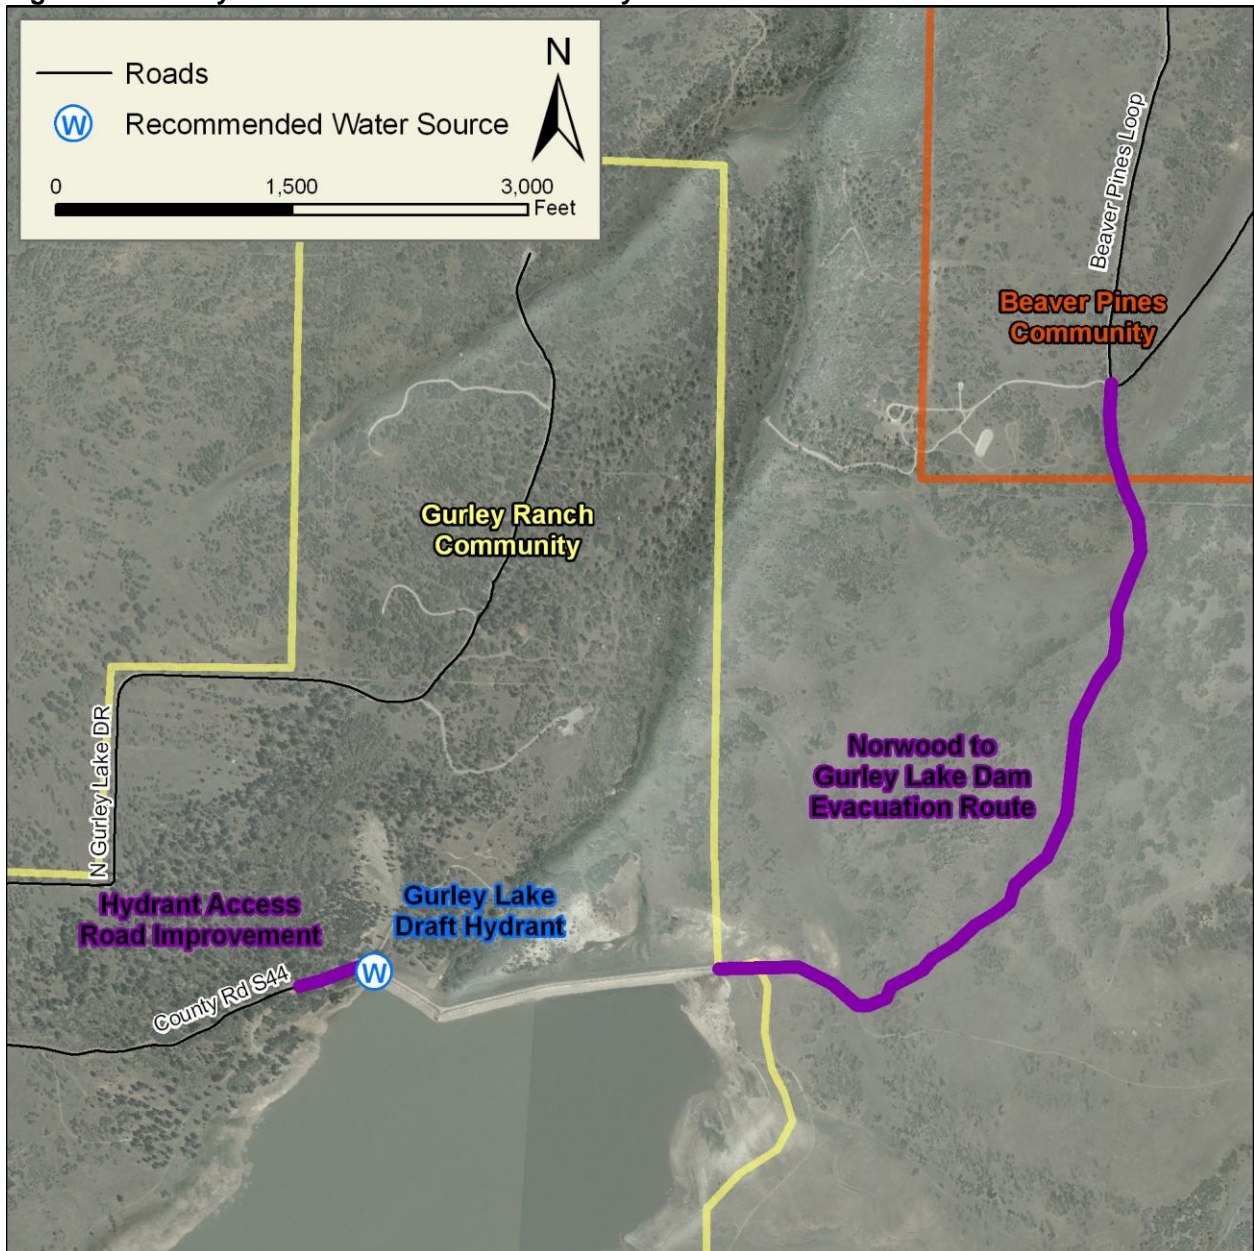 Roads
N
W
Recommended Water Source
0 1,500 3,000
Feet
Beaver Pines Loop
Beaver Pines
Community
Gurley Ranch
Community
N Gurley Lake DR
Norwood to
Gurley Lake Dam
Evacuation Route
Hydrant Access
Road Improvement
Gurley Lake
Draft Hydrant
W
County Rd S44